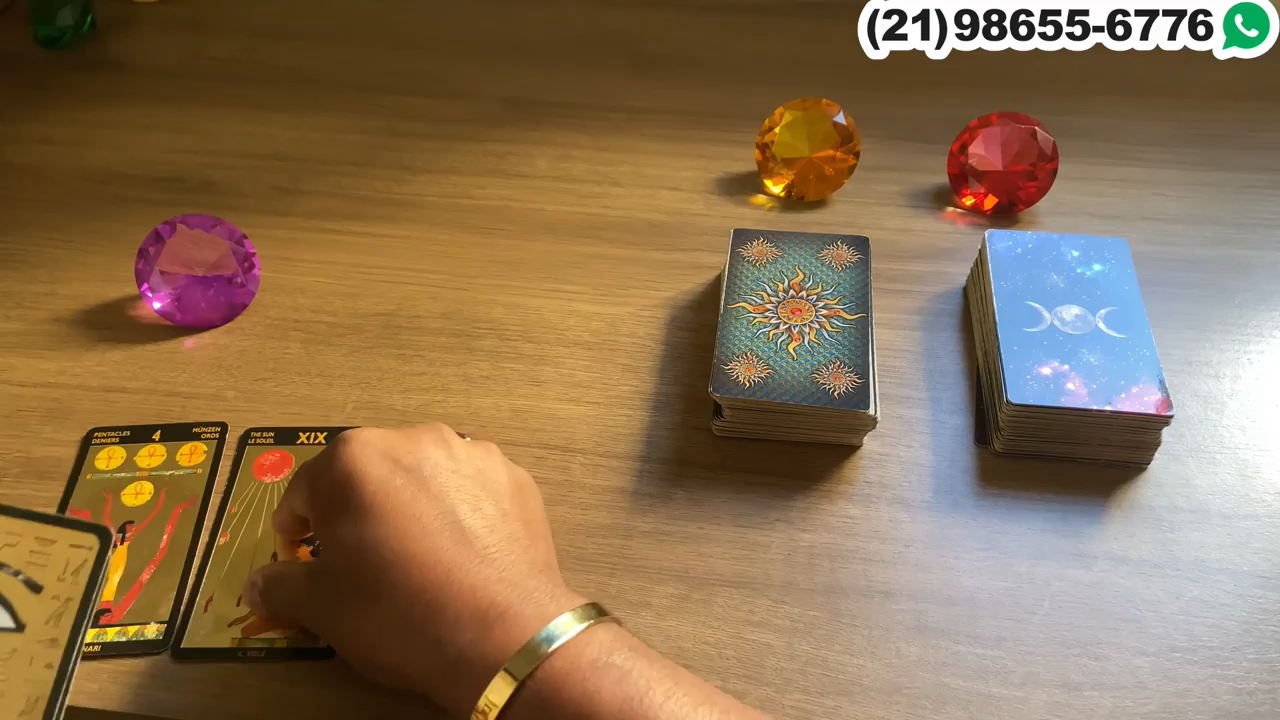 (21)98655-6776
PENTACLES
DENIERS
4
MÜNZEN
OROS
THE SUN
LE SOLEIL
XIX